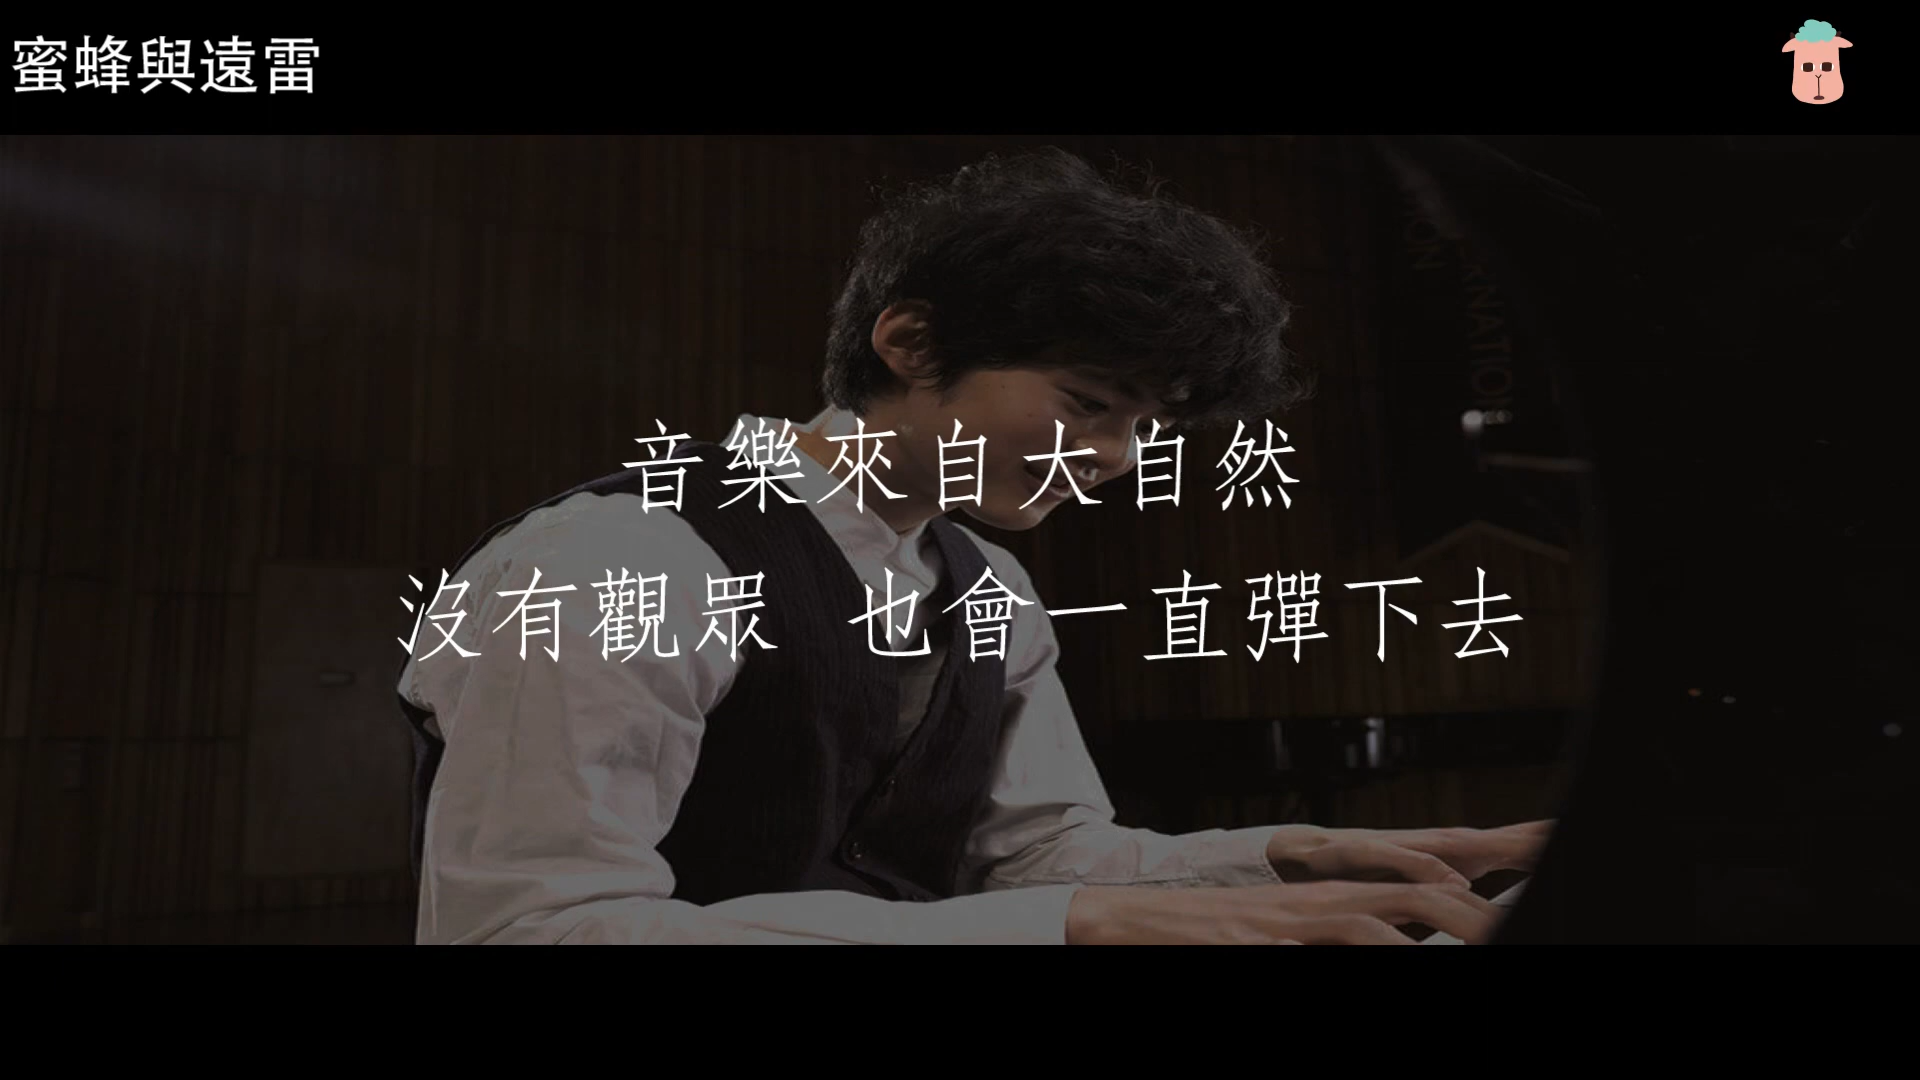 蜜蜂與遠雷
音樂來自大自然
沒有觀眾 也會一直彈下去